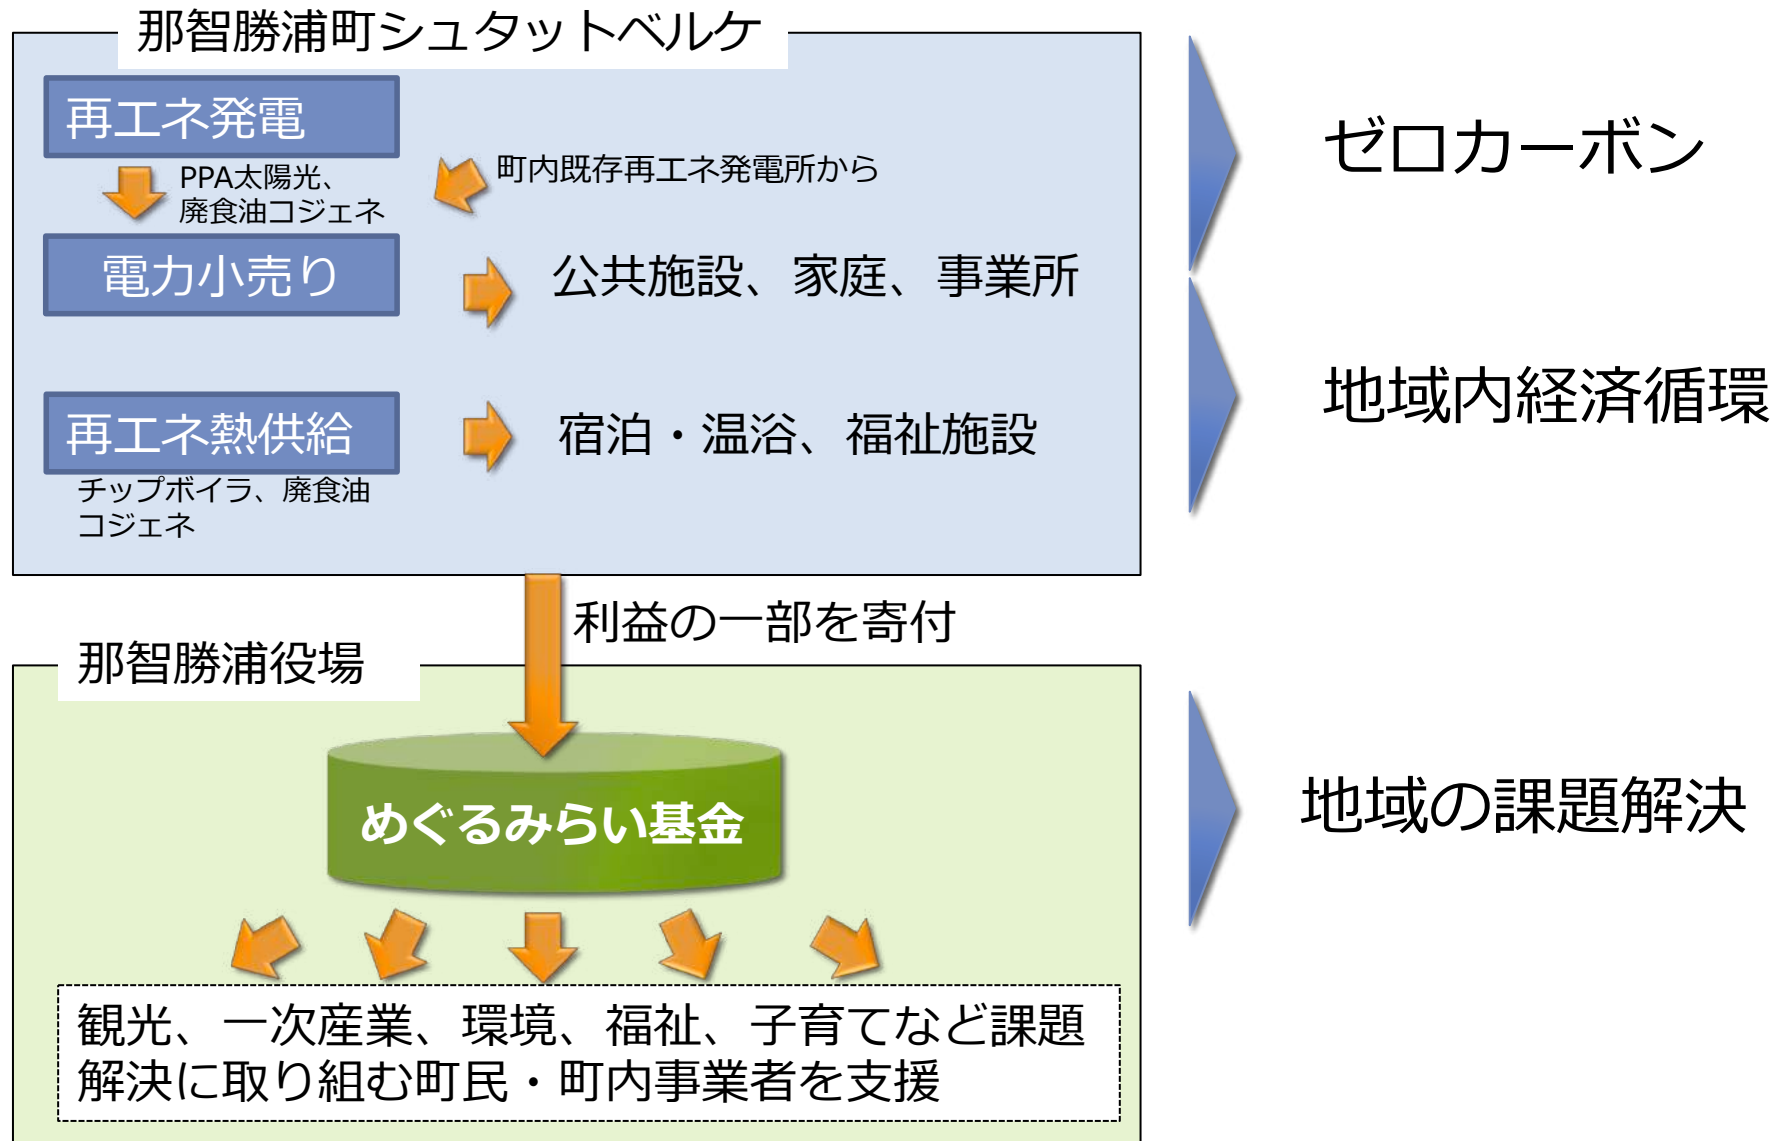 那智勝浦町シュタットベルケ
再エネ発電
PPA太陽光、
廃食油コジェネ
町内既存再エネ発電所から
電力小売り
公共施設、家庭、事業所
再エネ熱供給
宿泊・温浴、福祉施設
チップボイラ、廃食油
コジェネ
ゼロカーボン
地域内経済循環
利益の一部を寄付
那智勝浦役場
めぐるみらい基金
観光、一次産業、環境、福祉、子育てなど課題
解決に取り組む町民・町内事業者を支援
地域の課題解決